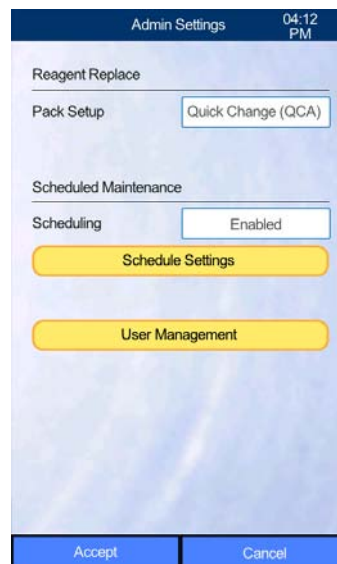 Admin Settings
04:12
PM
Reagent Replace
Pack Setup
Quick Change (QCA)
Scheduled Maintenance
Scheduling
Enabled
Schedule Settings
User Management
Accept
Cancel